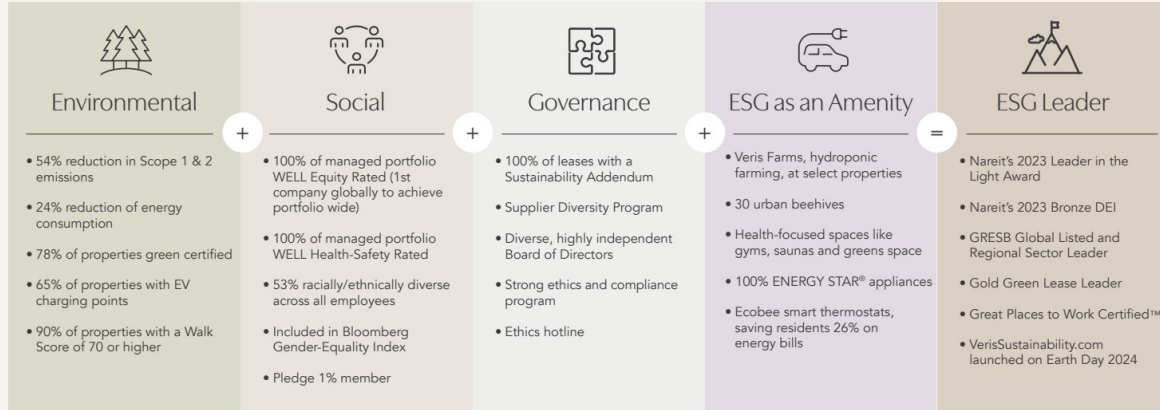 Environmental
• 54% reduction in Scope 1 & 2
emissions
• 24% reduction of energy
consumption
• 78% of properties green certified
• 65% of properties with EV
charging points
• 90% of properties with a Walk
Score of 70 or higher
+
Social
• 100% of managed portfolio
WELL Equity Rated (1st
company globally to achieve
portfolio wide)
• 100% of managed portfolio
WELL Health-Safety Rated
• 53% racially/ethnically diverse
across all employees
• Included in Bloomberg
Gender-Equality Index
• Pledge 1% member
+
Governance
• 100% of leases with a
Sustainability Addendum
• Supplier Diversity Program
• Diverse, highly independent
Board of Directors
• Strong ethics and compliance
program
• Ethics hotline
+
ESG as an Amenity
• Veris Farms, hydroponic
farming, at select properties
• 30 urban beehives
• Health-focused spaces like
gyms, saunas and greens space
• 100% ENERGY STAR® appliances
• Ecobee smart thermostats,
saving residents 26% on
energy bills
=
ESG Leader
• Nareit's 2023 Leader in the
Light Award
• Nareit's 2023 Bronze DEI
• GRESB Global Listed and
Regional Sector Leader
• Gold Green Lease Leader
• Great Places to Work Certified™
• VerisSustainability.com
launched on Earth Day 2024